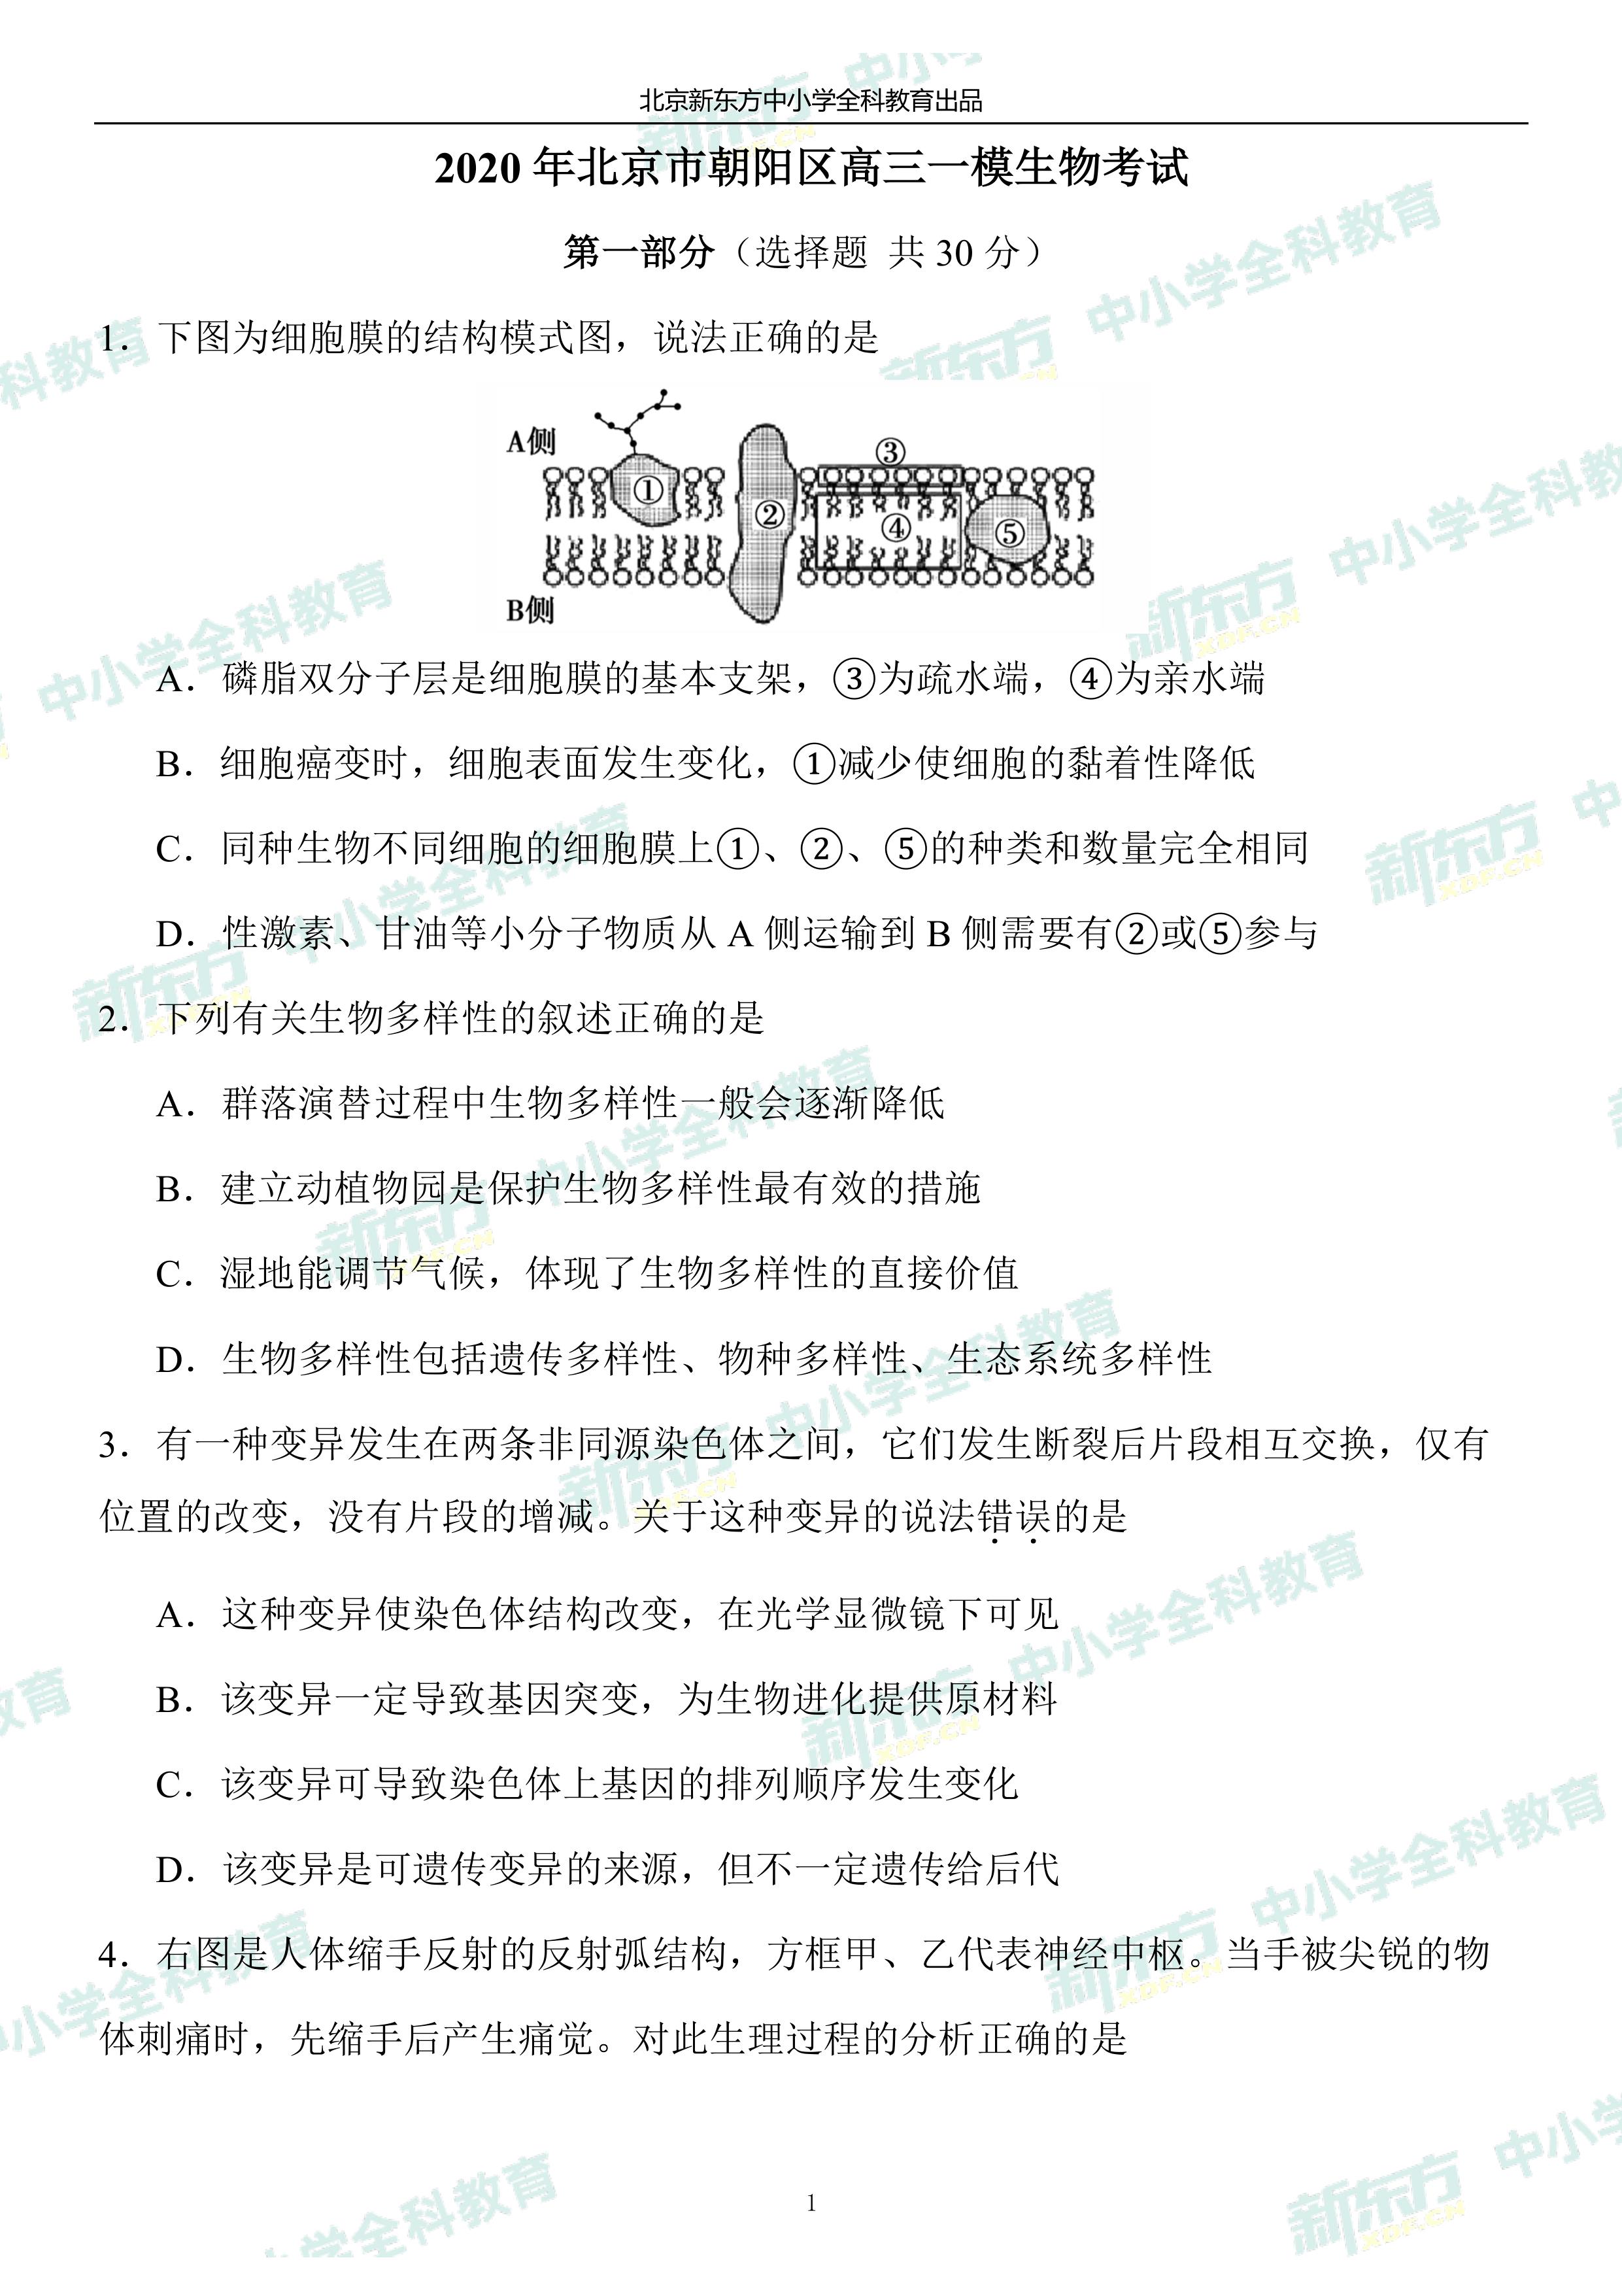 北京新东方中小学全科教育出品
2020 年北京市朝阳区高三一模生物考试
第一部分（选择题 共 30 分）
1．下图为细胞膜的结构模式图，说法正确的是
A侧
① ② ③ ④ ⑤
B侧
A．磷脂双分子层是细胞膜的基本支架，③为疏水端，④为亲水端
B．细胞癌变时，细胞表面发生变化，①减少使细胞的黏着性降低
C．同种生物不同细胞的细胞膜上①、②、⑤的种类和数量完全相同
D．性激素、甘油等小分子物质从 A 侧运输到 B 侧需要有②或⑤参与
2．下列有关生物多样性的叙述正确的是
A．群落演替过程中生物多样性一般会逐渐降低
B．建立动植物园是保护生物多样性最有效的措施
C．湿地能调节气候，体现了生物多样性的直接价值
D．生物多样性包括遗传多样性、物种多样性、生态系统多样性
3．有一种变异发生在两条非同源染色体之间，它们发生断裂后片段相互交换，仅有
位置的改变，没有片段的增减。关于这种变异的说法错误的是
A．这种变异使染色体结构改变，在光学显微镜下可见
B．该变异一定导致基因突变，为生物进化提供原材料
C．该变异可导致染色体上基因的排列顺序发生变化
D．该变异是可遗传变异的来源，但不一定遗传给后代
4．右图是人体缩手反射的反射弧结构，方框甲、乙代表神经中枢。当手被尖锐的物
体刺痛时，先缩手后产生痛觉。对此生理过程的分析正确的是
1
新东方 XDF.CN 中小学全科教育